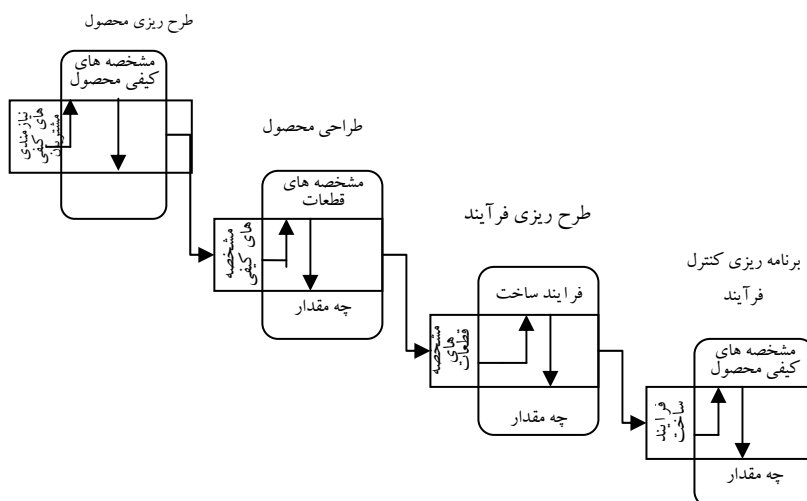 طرح ریزی محصول
مشخصه های
کیفی محصول
نیازمندی
های کیفی
مشتریان
طراحی محصول
مشخصه های
قطعات
مشخصه
های کیفی
چه مقدار
طرح ریزی فرآیند
فرایند ساخت
مشخصه
های
قطعات
چه مقدار
برنامه ریزی کنترل
فرآیند
مشخصه های
کیفی محصول
فرایند
ساخت
چه مقدار